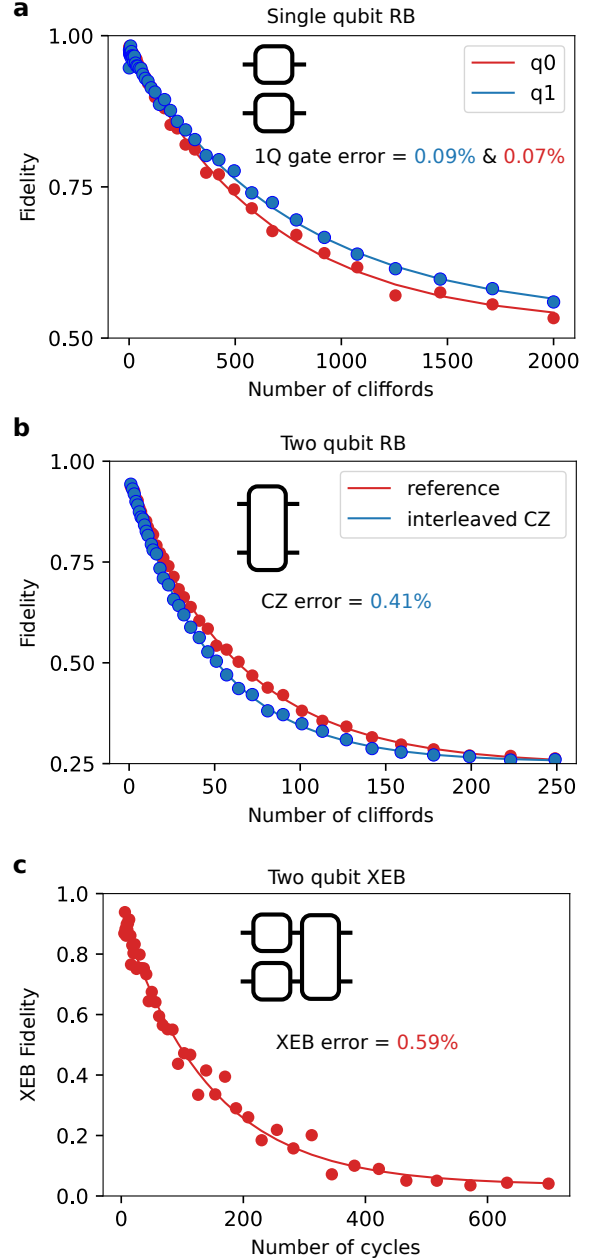 a
Single qubit RB
1.00
0.75
0.50
Fidelity
q0
q1
1Q gate error = 0.09% & 0.07%
0 500 1000 1500 2000
Number of cliffords
b
Two qubit RB
1.00
0.75
0.50
0.25
Fidelity
reference
interleaved CZ
CZ error = 0.41%
0 50 100 150 200 250
Number of cliffords
c
Two qubit XEB
1.0
0.8
0.6
0.4
0.2
0.0
XEB Fidelity
XEB error = 0.59%
0 200 400 600
Number of cycles